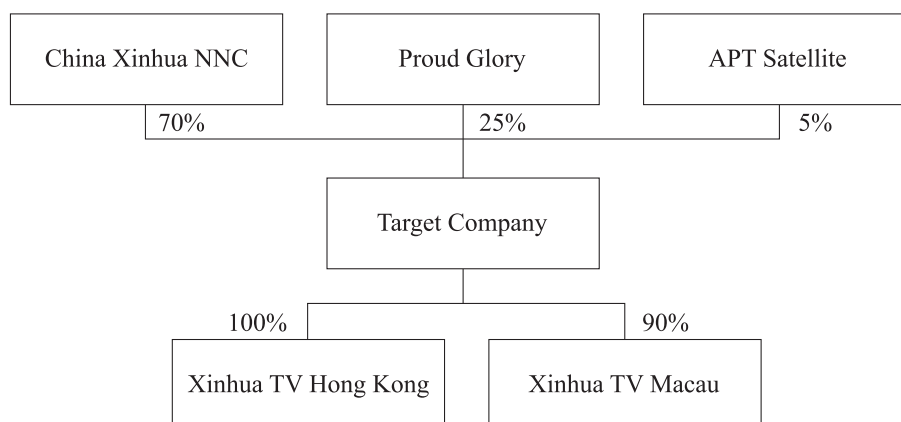 China Xinhua NNC
Proud Glory
APT Satellite
70%
25%
5%
Target Company
100%
90%
Xinhua TV Hong Kong
Xinhua TV Macau